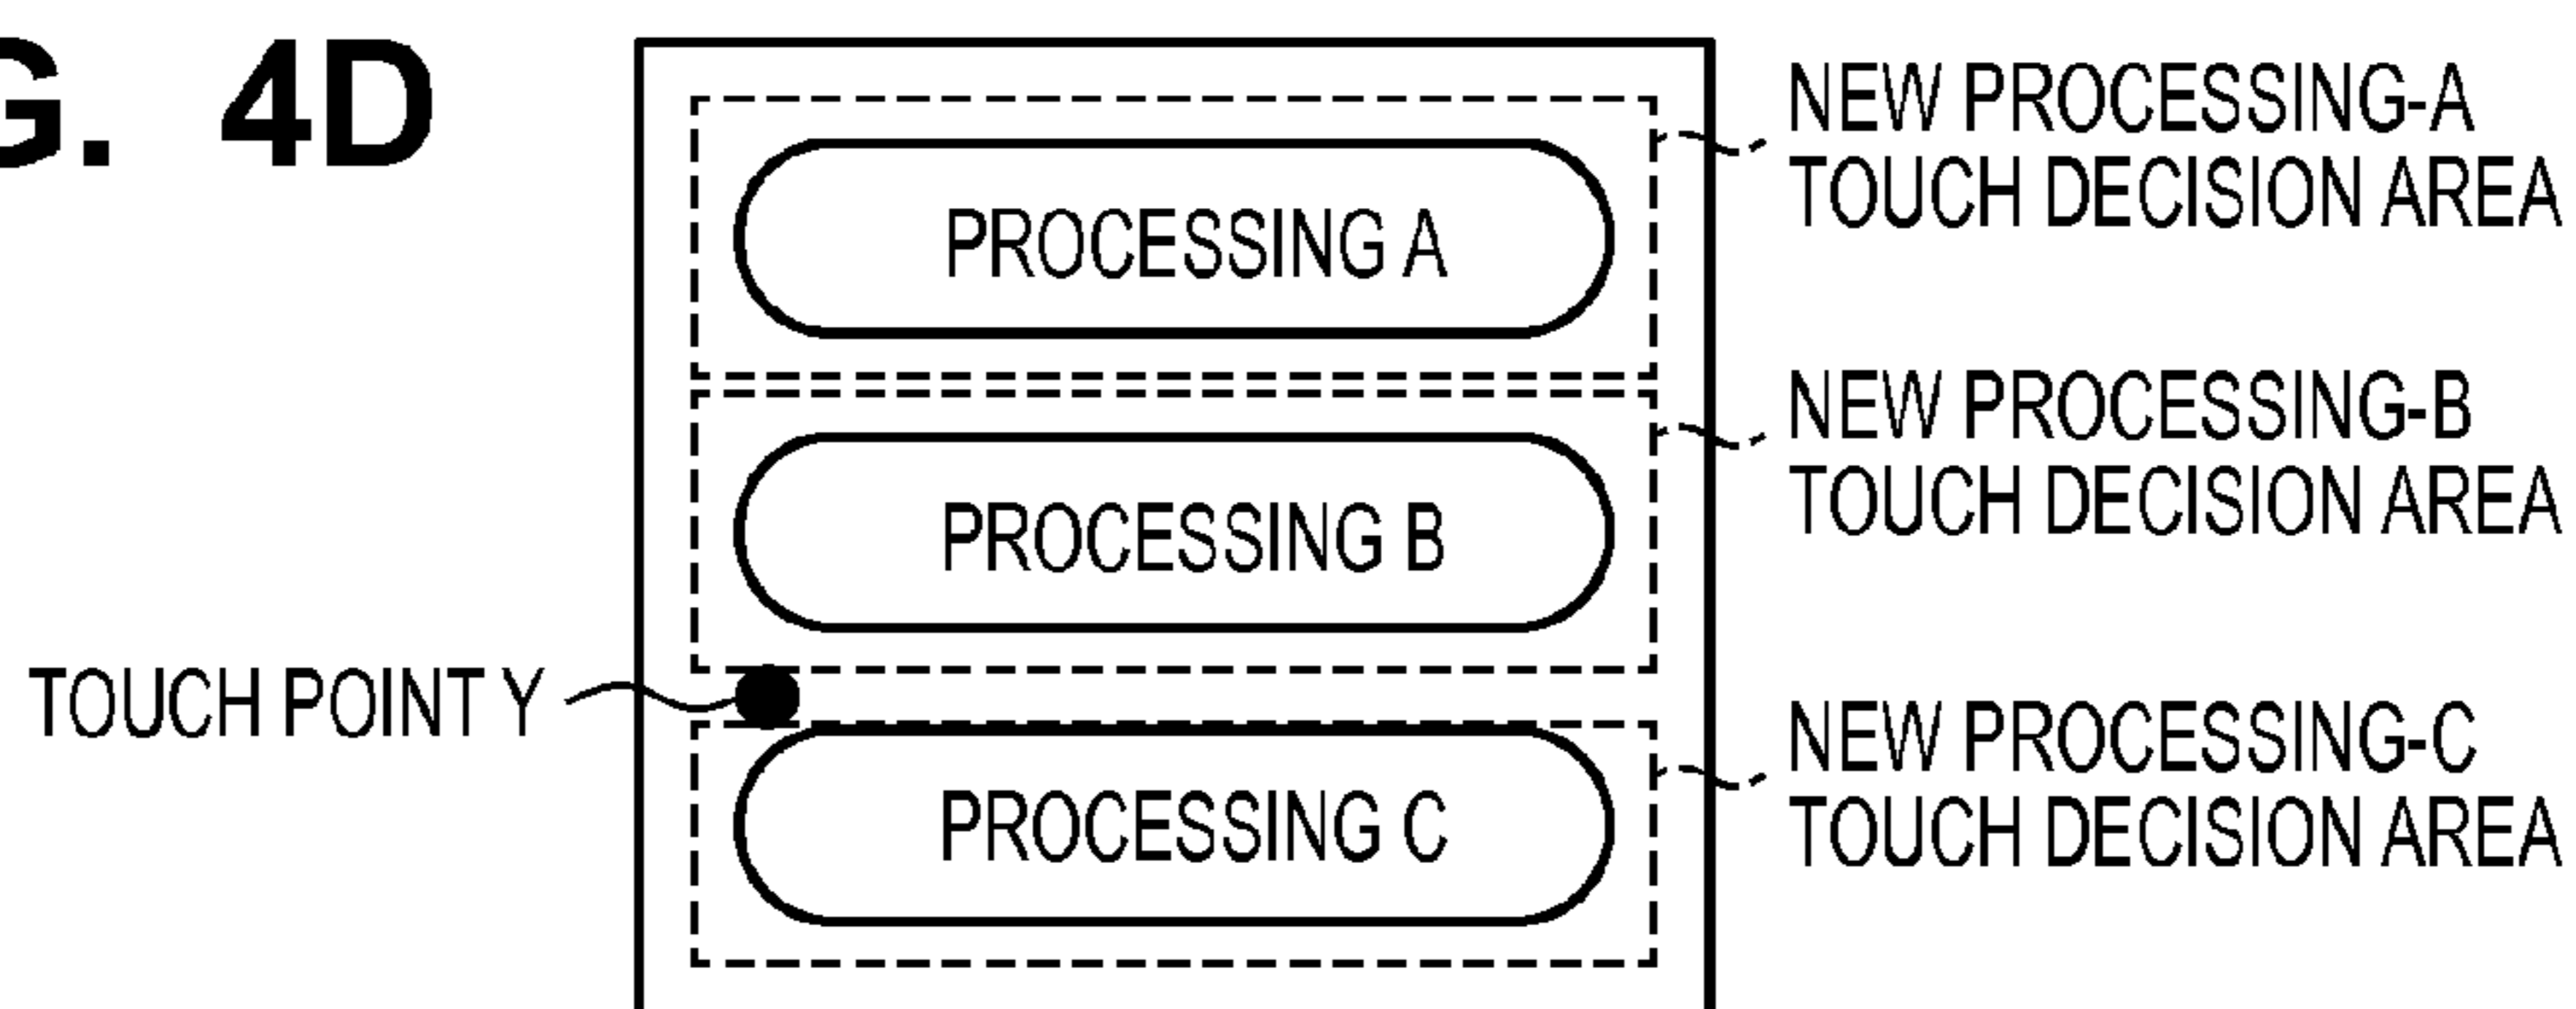 G. 4D
NEW PROCESSING-A
TOUCH DECISION AREA
PROCESSING A
NEW PROCESSING-B
TOUCH DECISION AREA
PROCESSING B
TOUCH POINT Y
NEW PROCESSING-C
TOUCH DECISION AREA
PROCESSING C